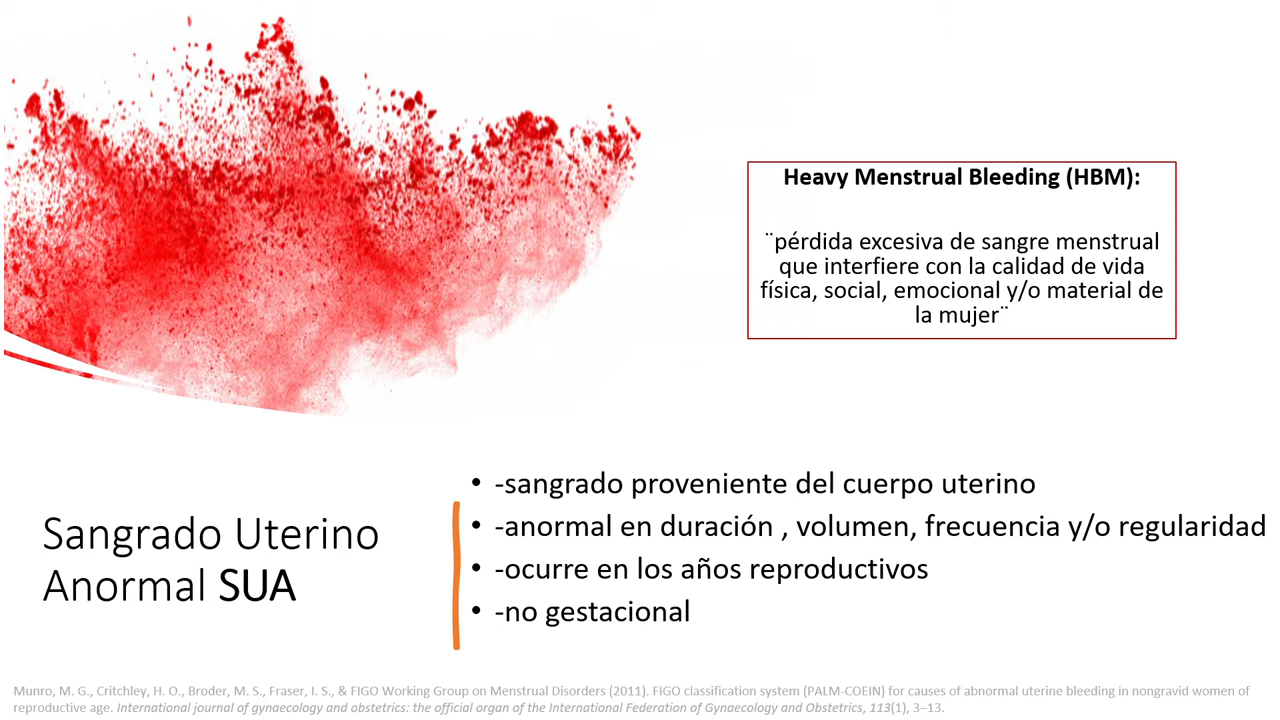 Heavy Menstrual Bleeding (HBM):
¨pérdida excesiva de sangre menstrual
que interfiere con la calidad de vida
física, social, emocional y/o material de
la mujer¨
Sangrado Uterino
Anormal SUA
• -sangrado proveniente del cuerpo uterino
• -anormal en duración , volumen, frecuencia y/o regularidad
• -ocurre en los años reproductivos
• -no gestacional
Munro, M. G., Critchley, H. O., Broder, M. S., Fraser, I. S., & FIGO Working Group on Menstrual Disorders (2011). FIGO classification system (PALM-COEIN) for causes of abnormal uterine bleeding in nongravid women of
reproductive age. International journal of gynaecology and obstetrics: the official organ of the International Federation of Gynaecology and Obstetrics, 113(1), 3–13.